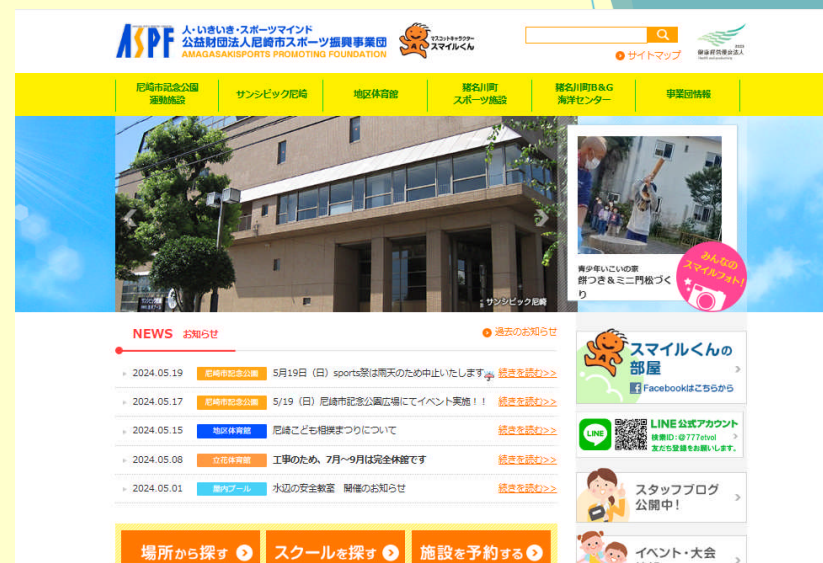 ASPF
人・いきいき・スポーツマインド
公益財団法人尼崎市スポーツ振興事業団
AMAGASAKISPORTS PROMOTING FOUNDATION
マスコットキャラクター
スマイルくん
サイトマップ
健康経営優良法人
尼崎市記念公園
運動施設
サンシビック尼崎
地区体育館
猪名川町
スポーツ施設
猪名川町B&G
海洋センター
事業団情報
サンシビック尼崎
青少年いこいの家
餅つき&ミニ門松づく
り
みんなの
スマイルフォト!
NEWS お知らせ
過去のお知らせ
2024.05.19 尼崎市記念公園 5月19日(日)sports祭は雨天のため中止いたします 続きを読む>>
2024.05.17 尼崎市記念公園 5/19(日)尼崎市記念公園広場にてイベント実施!! 続きを読む>>
2024.05.15 地区体育館 尼崎こども相撲まつりについて 続きを読む>>
2024.05.08 立花体育館 工事のため、7月~9月は完全休館です 続きを読む>>
2024.05.01 屋内プール 水辺の安全教室 開催のお知らせ 続きを読む>>
スマイルくんの
部屋
Facebookはこちらから
LINE
LINE公式アカウント
検索ID:@777etvol
友だち登録をお願いします。
スタッフブログ
公開中!
イベント・大会
場所から探す
スクールを探す
施設を予約する